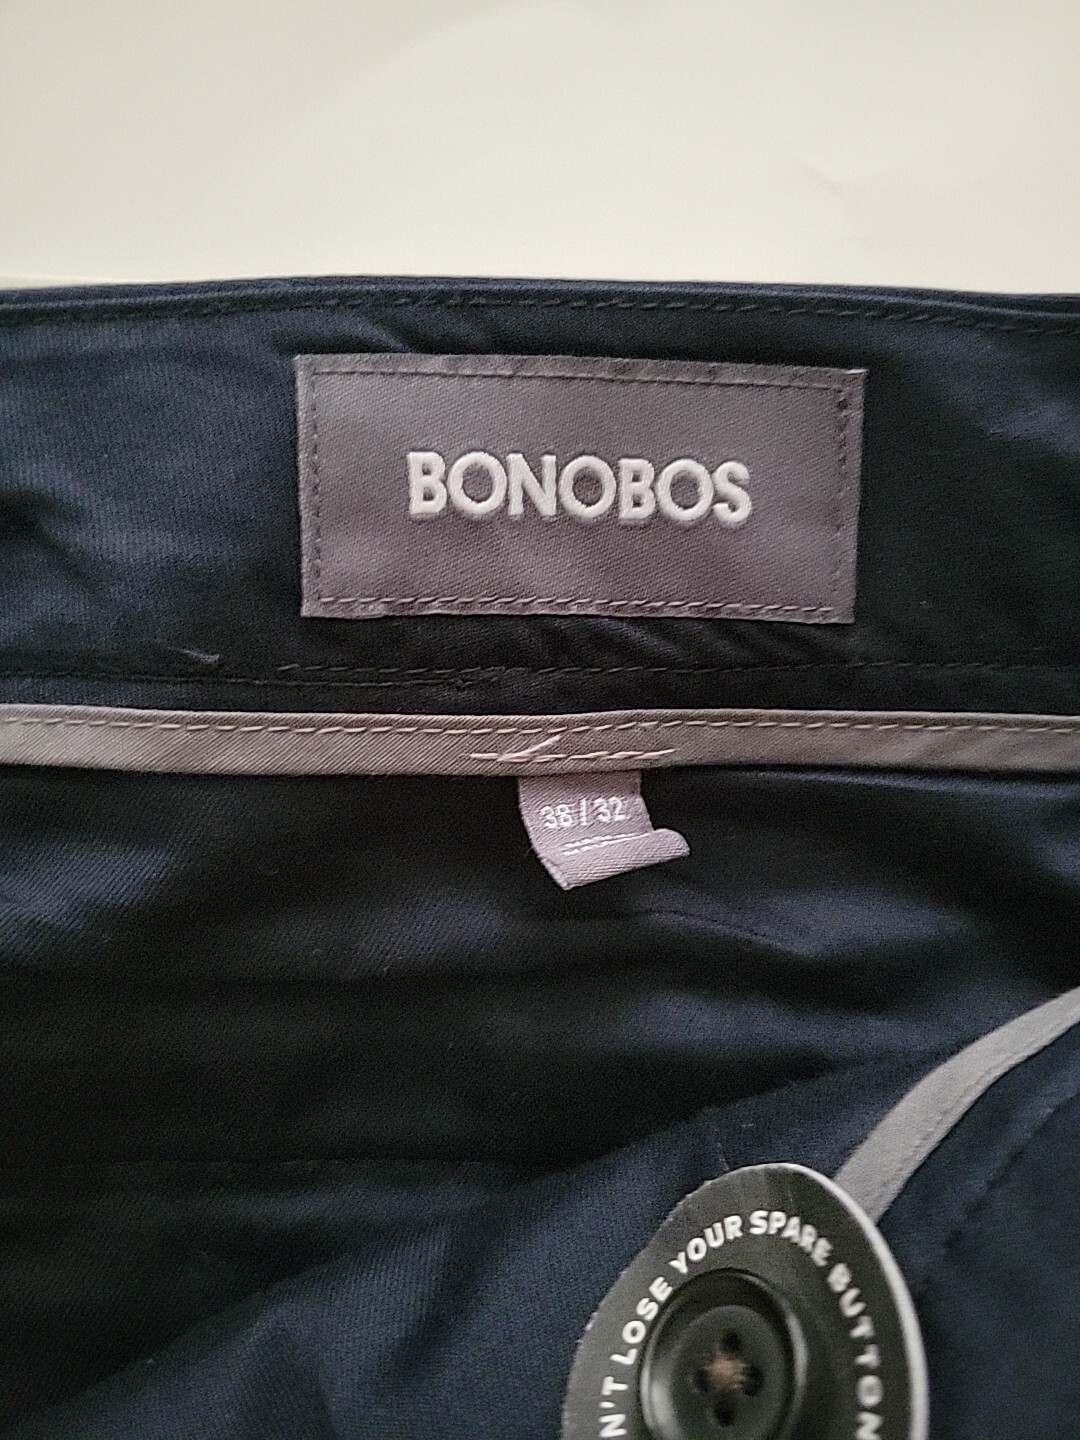 BONOBOS
38 / 32
N'T LOSE YOUR SPARE BUTTON